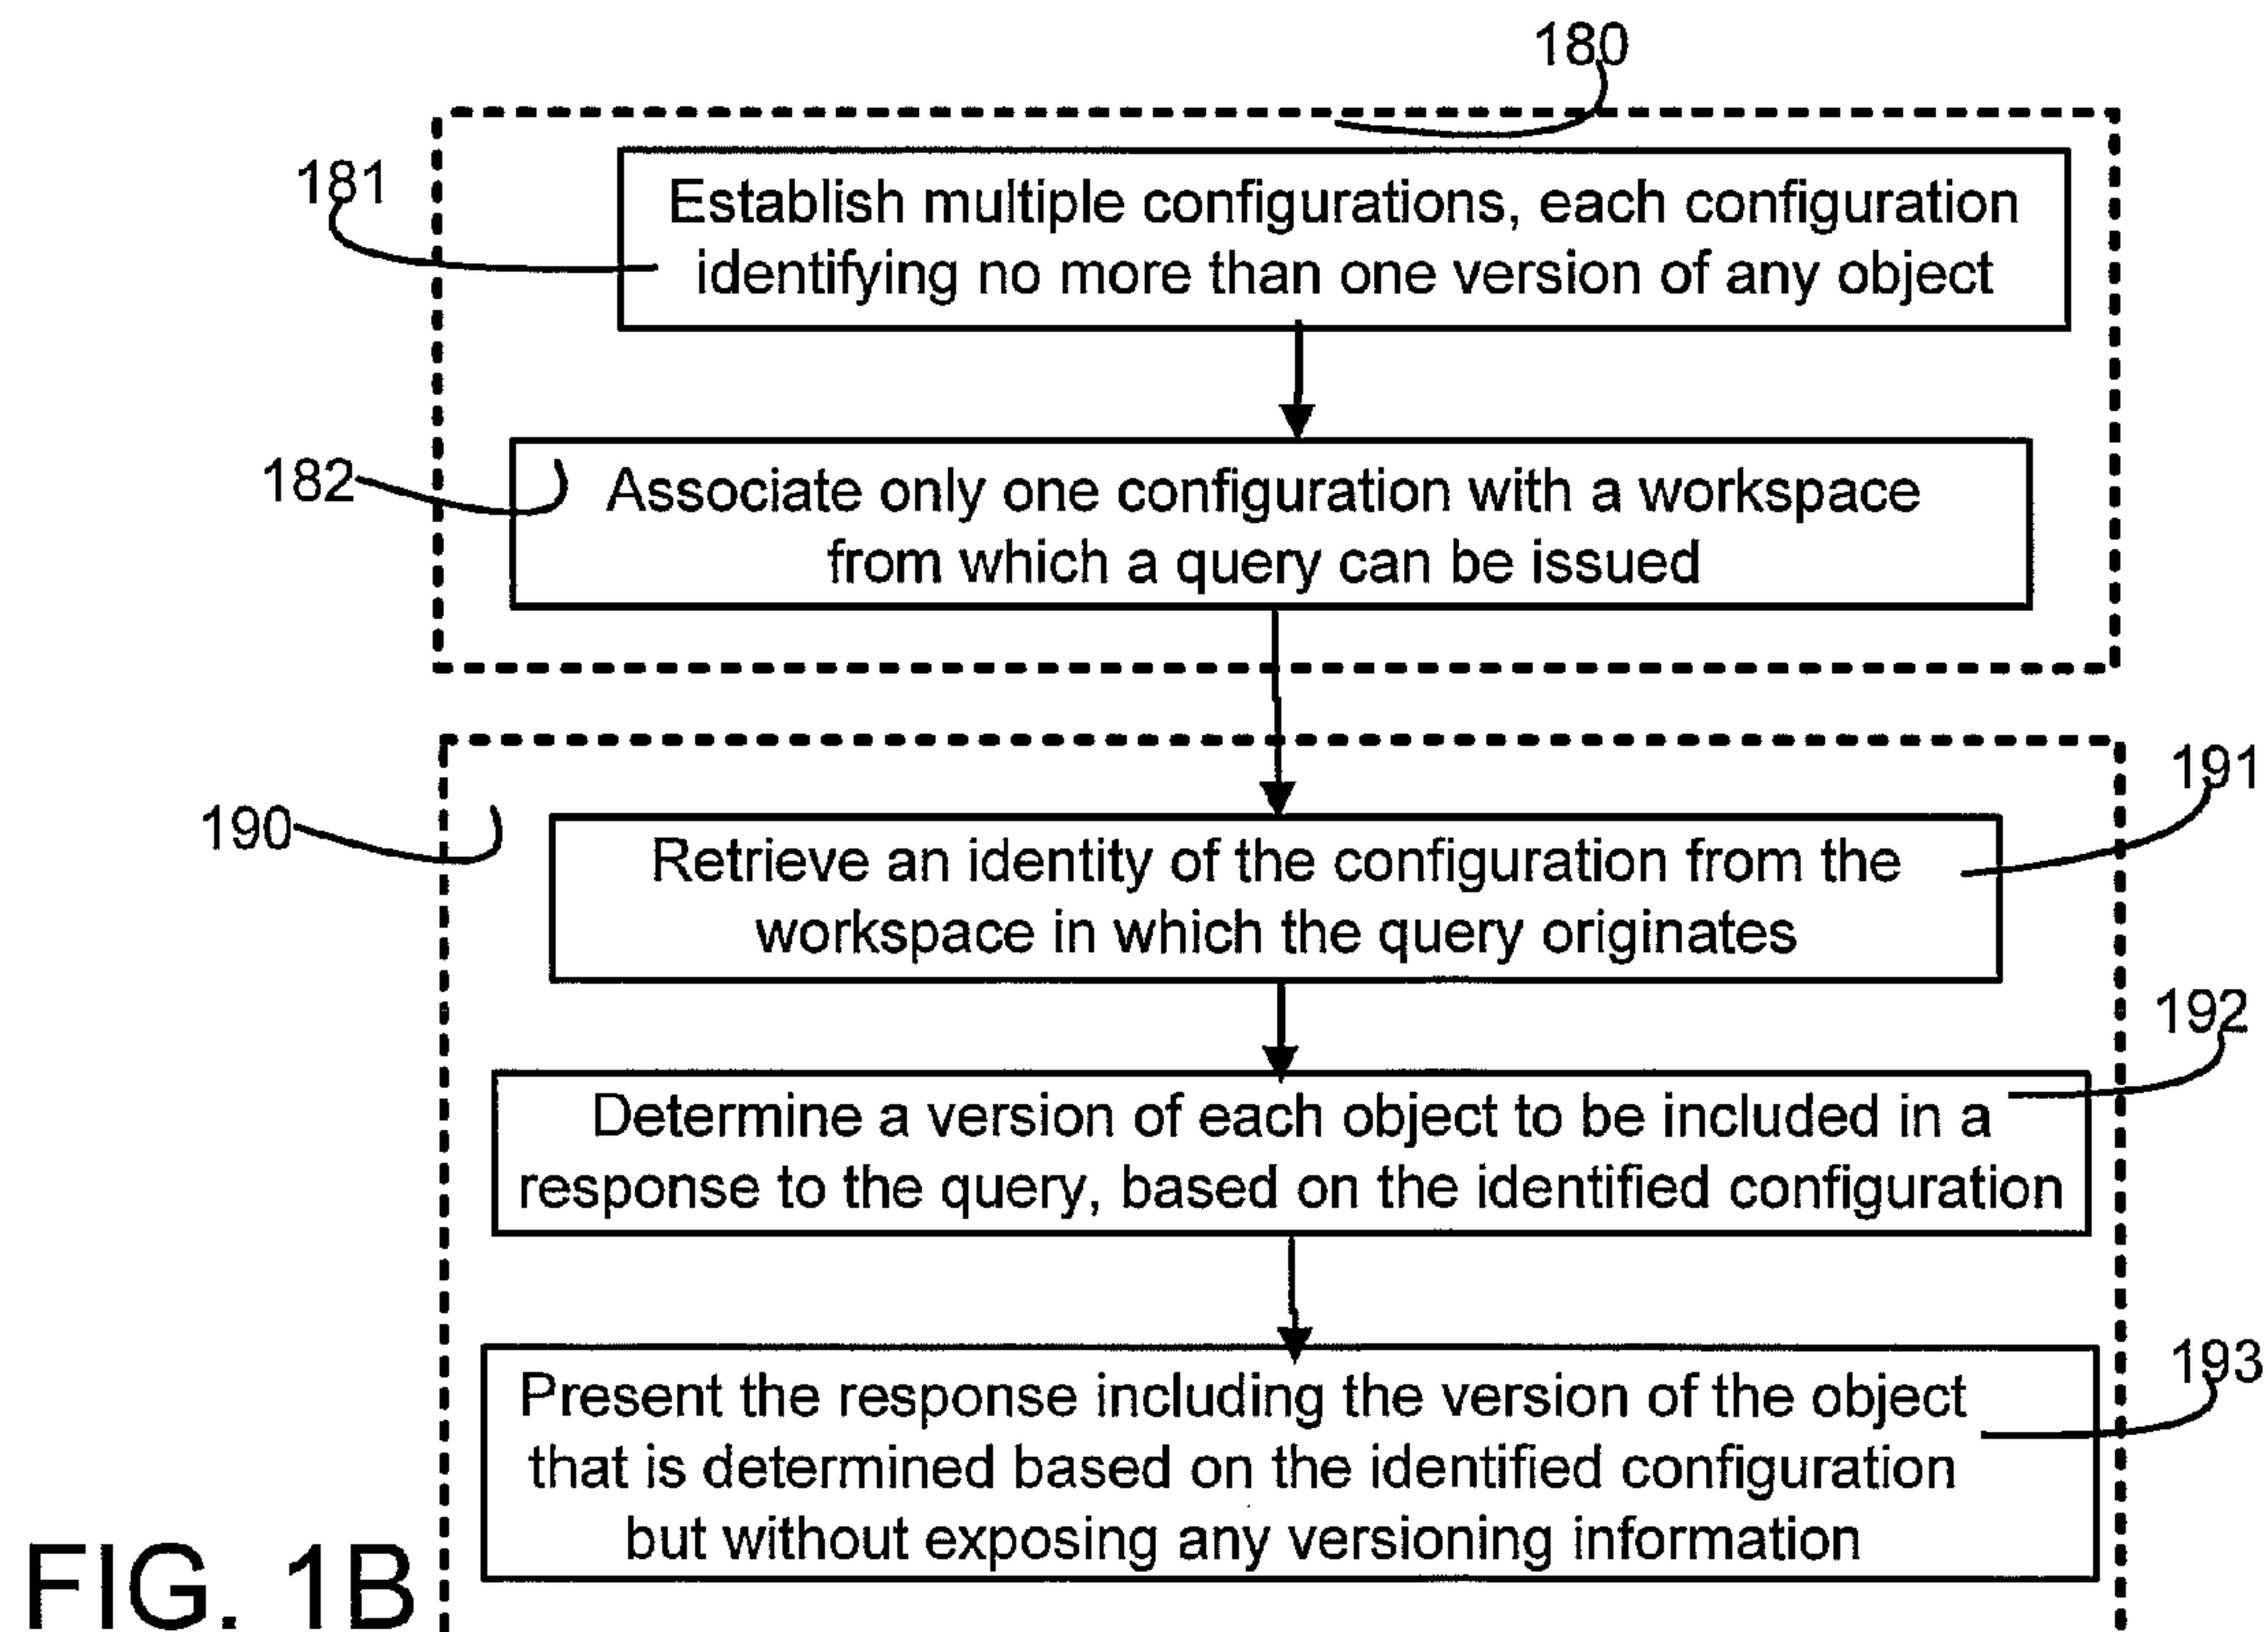 180
181
Establish multiple configurations, each configuration
identifying no more than one version of any object
182
Associate only one configuration with a workspace
from which a query can be issued
191
190
Retrieve an identity of the configuration from the
workspace in which the query originates
192
Determine a version of each object to be included in a
response to the query, based on the identified configuration
193
Present the response including the version of the object
that is determined based on the identified configuration
but without exposing any versioning information
FIG. 1B